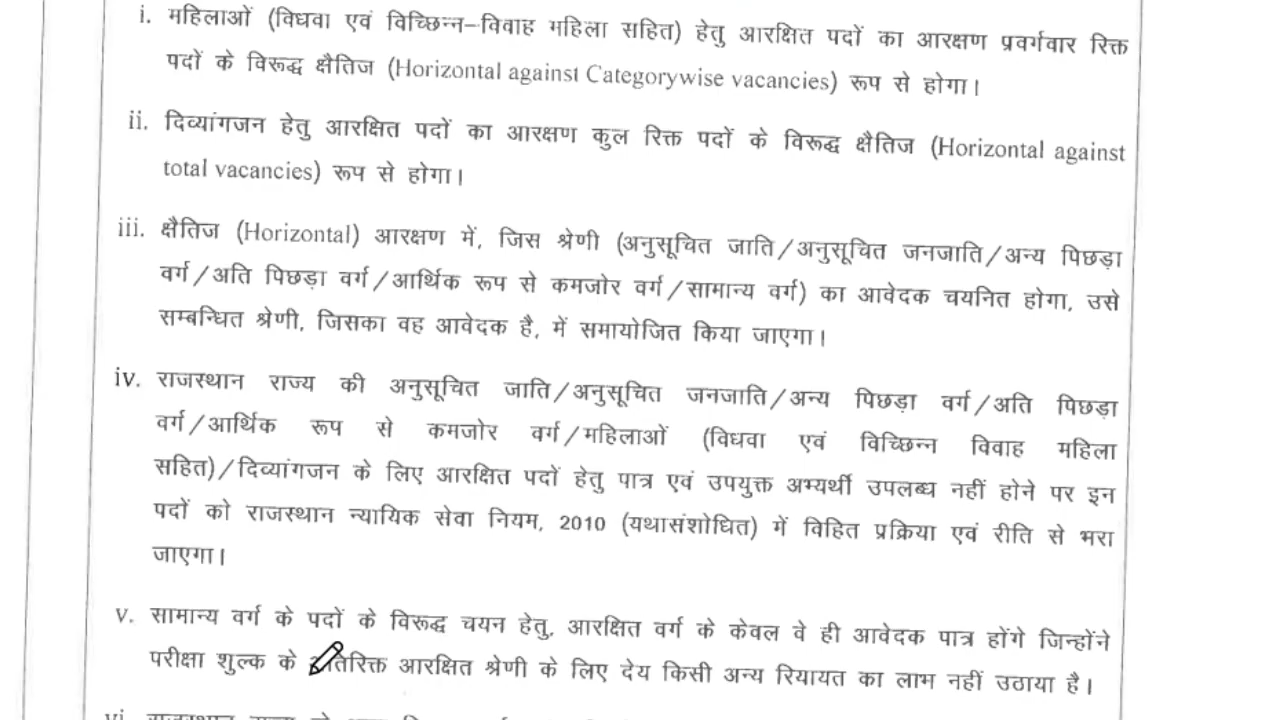 i. महिलाओं (विधवा एवं विच्छिन्न–विवाह महिला सहित) हेतु आरक्षित पदों का आरक्षण प्रवर्गवार रिक्त
पदों के विरूद्ध क्षैतिज (Horizontal against Categorywise vacancies) रूप से होगा।
ii. दिव्यांगजन हेतु आरक्षित पदों का आरक्षण कुल रिक्त पदों के विरूद्ध क्षैतिज (Horizontal against
total vacancies) रूप से होगा।
iii. क्षैतिज (Horizontal) आरक्षण में, जिस श्रेणी (अनुसूचित जाति/अनुसूचित जनजाति/अन्य पिछड़ा
वर्ग/अति पिछड़ा वर्ग/आर्थिक रूप से कमजोर वर्ग/सामान्य वर्ग) का आवेदक चयनित होगा, उसे
सम्बन्धित श्रेणी, जिसका वह आवेदक है, में समायोजित किया जाएगा।
iv. राजस्थान राज्य की अनुसूचित जाति/अनुसूचित जनजाति/अन्य पिछड़ा वर्ग/अति पिछड़ा
वर्ग/आर्थिक रूप से कमजोर वर्ग/महिलाओं (विधवा एवं विच्छिन्न विवाह महिला
सहित)/दिव्यांगजन के लिए आरक्षित पदों हेतु पात्र एवं उपयुक्त अभ्यर्थी उपलब्ध नहीं होने पर इन
पदों को राजस्थान न्यायिक सेवा नियम, 2010 (यथासंशोधित) में विहित प्रक्रिया एवं रीति से भरा
जाएगा।
v. सामान्य वर्ग के पदों के विरूद्ध चयन हेतु, आरक्षित वर्ग के केवल वे ही आवेदक पात्र होंगे जिन्होंने
परीक्षा शुल्क के अतिरिक्त आरक्षित श्रेणी के लिए देय किसी अन्य रियायत का लाभ नहीं उठाया है।